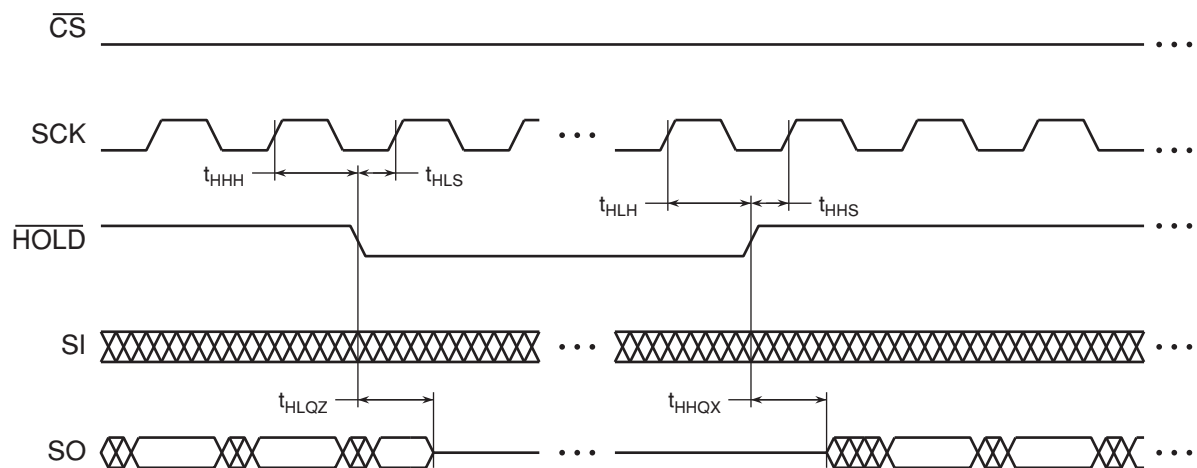 CS
SCK
tHHH
tHLS
tHLH
tHHS
HOLD
SI
tHLQZ
tHHQX
SO